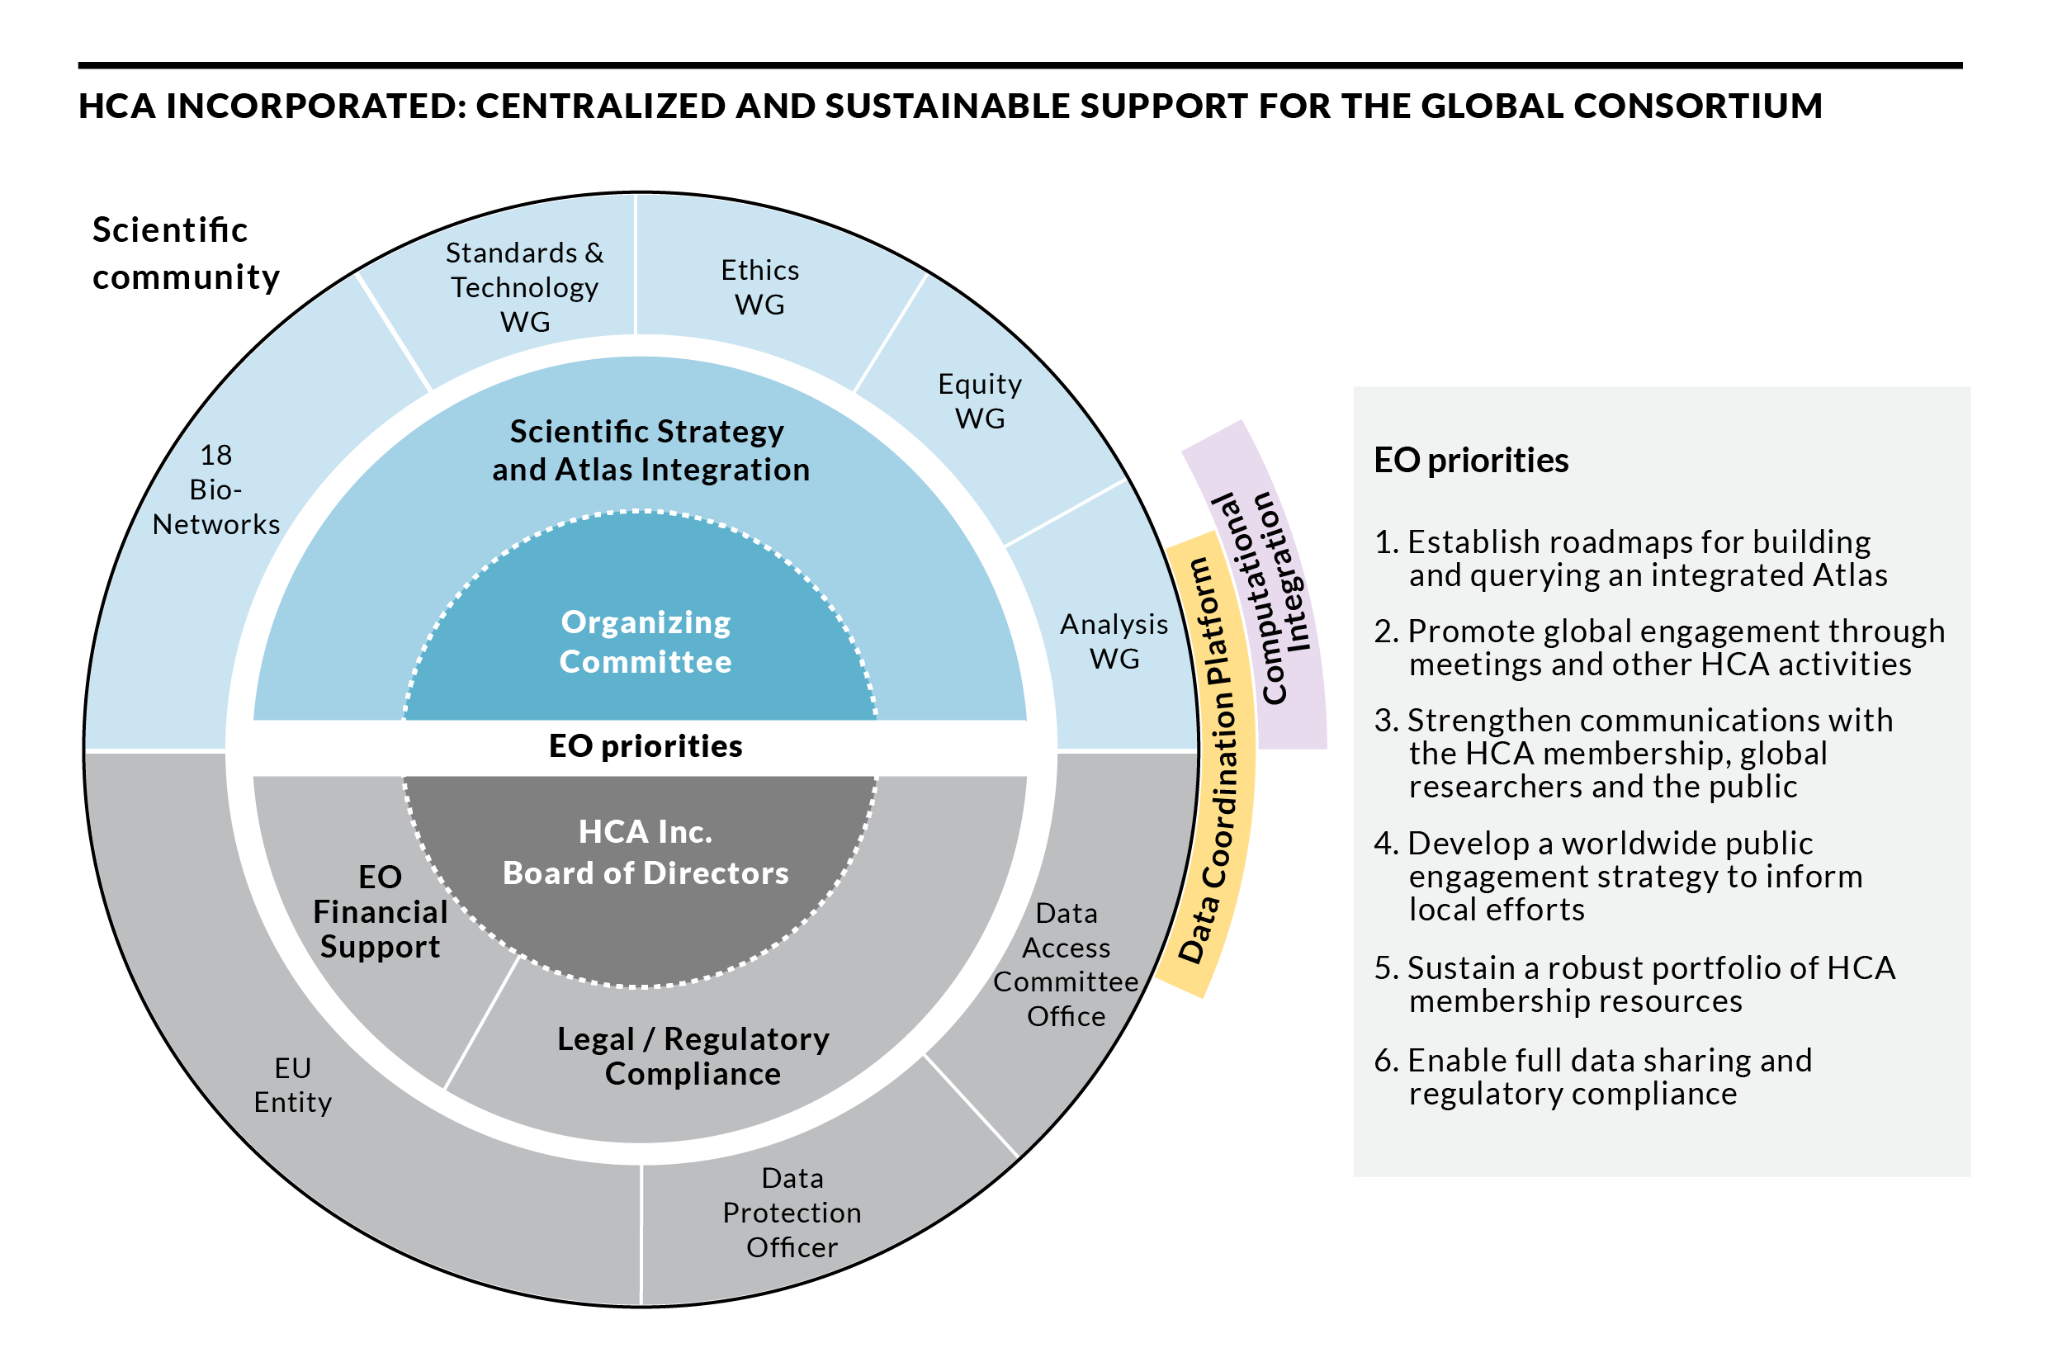 HCA INCORPORATED: CENTRALIZED AND SUSTAINABLE SUPPORT FOR THE GLOBAL CONSORTIUM
Scientific
community
Standards &
Technology
WG
Ethics
WG
Equity
WG
18
Bio-
Networks
Analysis
WG
Scientific Strategy
and Atlas Integration
Organizing
Committee
EO priorities
HCA Inc.
Board of Directors
EO
Financial
Support
Legal / Regulatory
Compliance
Data
Access
Committee
Office
EU
Entity
Data
Protection
Officer
Data Coordination Platform
Computational
Integration
EO priorities
1. Establish roadmaps for building
and querying an integrated Atlas
2. Promote global engagement through
meetings and other HCA activities
3. Strengthen communications with
the HCA membership, global
researchers and the public
4. Develop a worldwide public
engagement strategy to inform
local efforts
5. Sustain a robust portfolio of HCA
membership resources
6. Enable full data sharing and
regulatory compliance